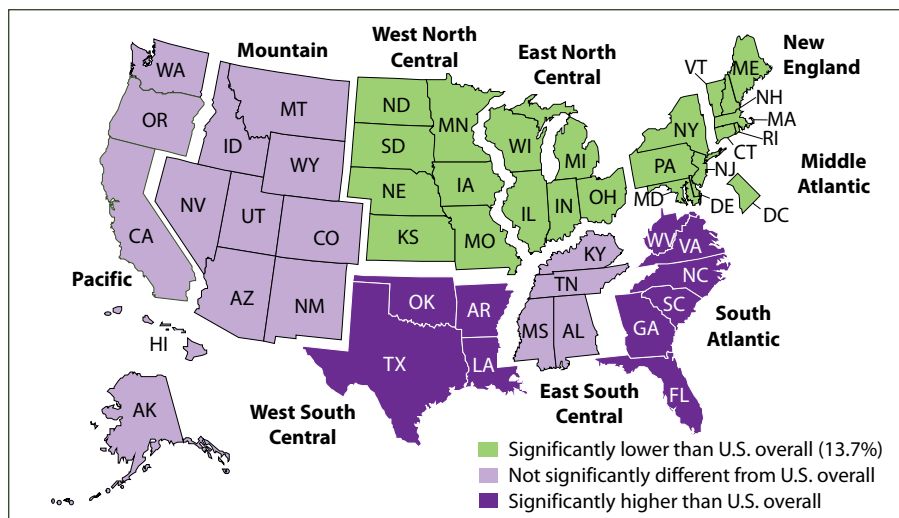 Mountain
West North
Central
East North
Central
New
England
Middle
Atlantic
South
Atlantic
East South
Central
West South
Central
Pacific
WA
OR
CA
HI
AK
MT
ID
WY
NV
UT
CO
AZ
NM
ND
SD
NE
KS
MN
IA
MO
WI
MI
IL
IN
OH
VT
ME
NH
MA
RI
CT
NY
PA
NJ
DE
MD
DC
WV
VA
NC
SC
GA
FL
KY
TN
MS
AL
OK
AR
TX
LA
Significantly lower than U.S. overall (13.7%)
Not significantly different from U.S. overall
Significantly higher than U.S. overall